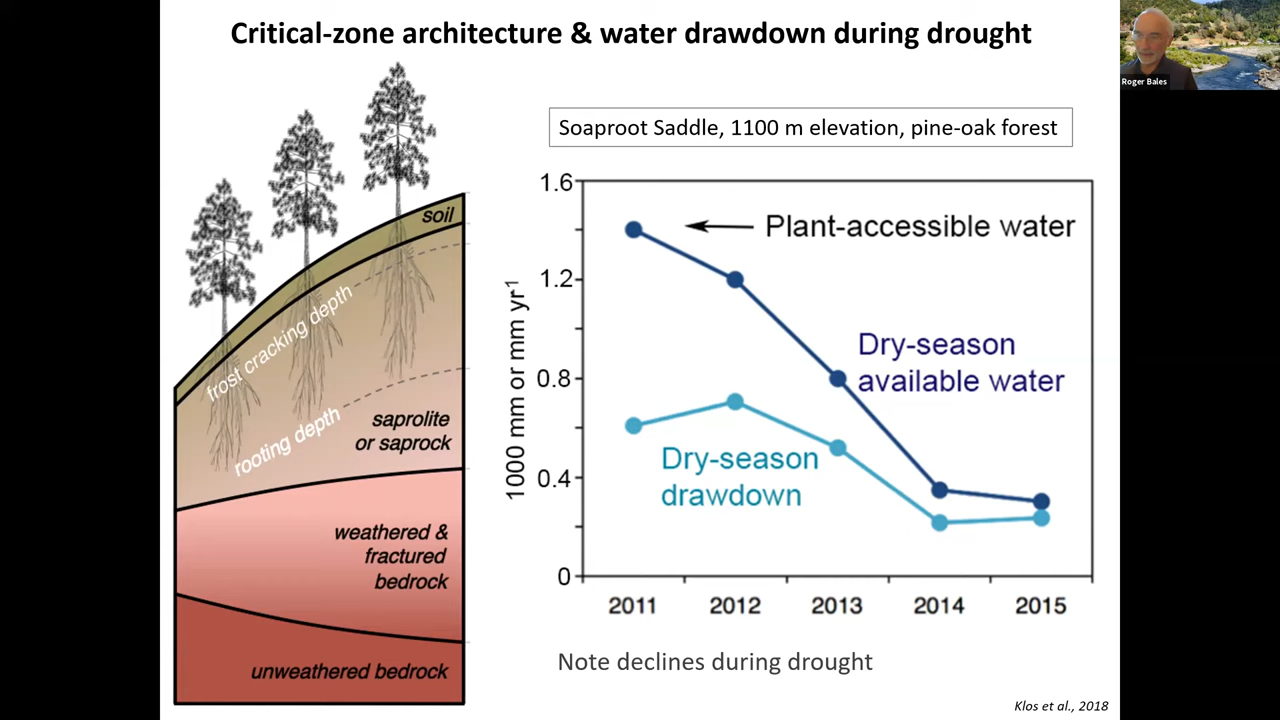 Critical-zone architecture & water drawdown during drought
Roger Bales
Soaproot Saddle, 1100 m elevation, pine-oak forest
soil
frost cracking depth
rooting depth
saprolite
or saprock
weathered &
fractured
bedrock
unweathered bedrock
1000 mm or mm yr¹
1.6
1.2
0.8
0.4
0
Plant-accessible water
Dry-season
available water
Dry-season
drawdown
2011 2012 2013 2014 2015
Note declines during drought
Klos et al., 2018